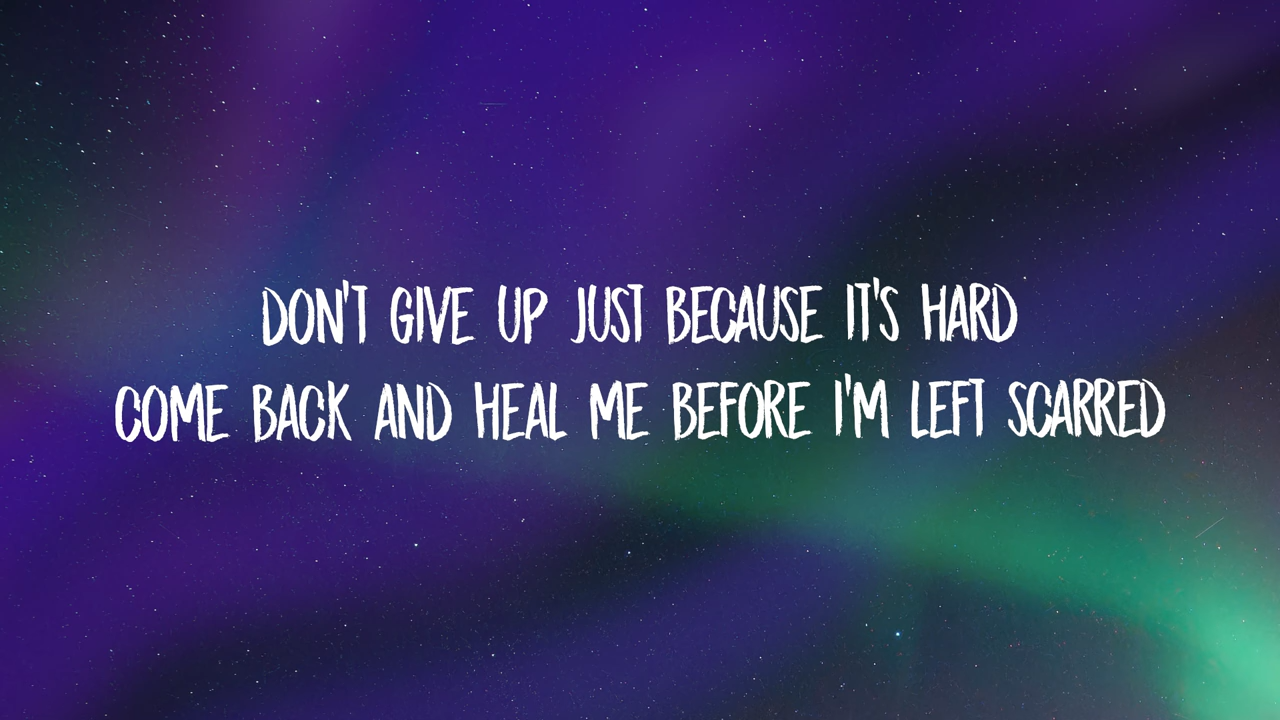 DON'T GIVE UP JUST BECAUSE IT'S HARD
COME BACK AND HEAL ME BEFORE I'M LEFT SCARRED